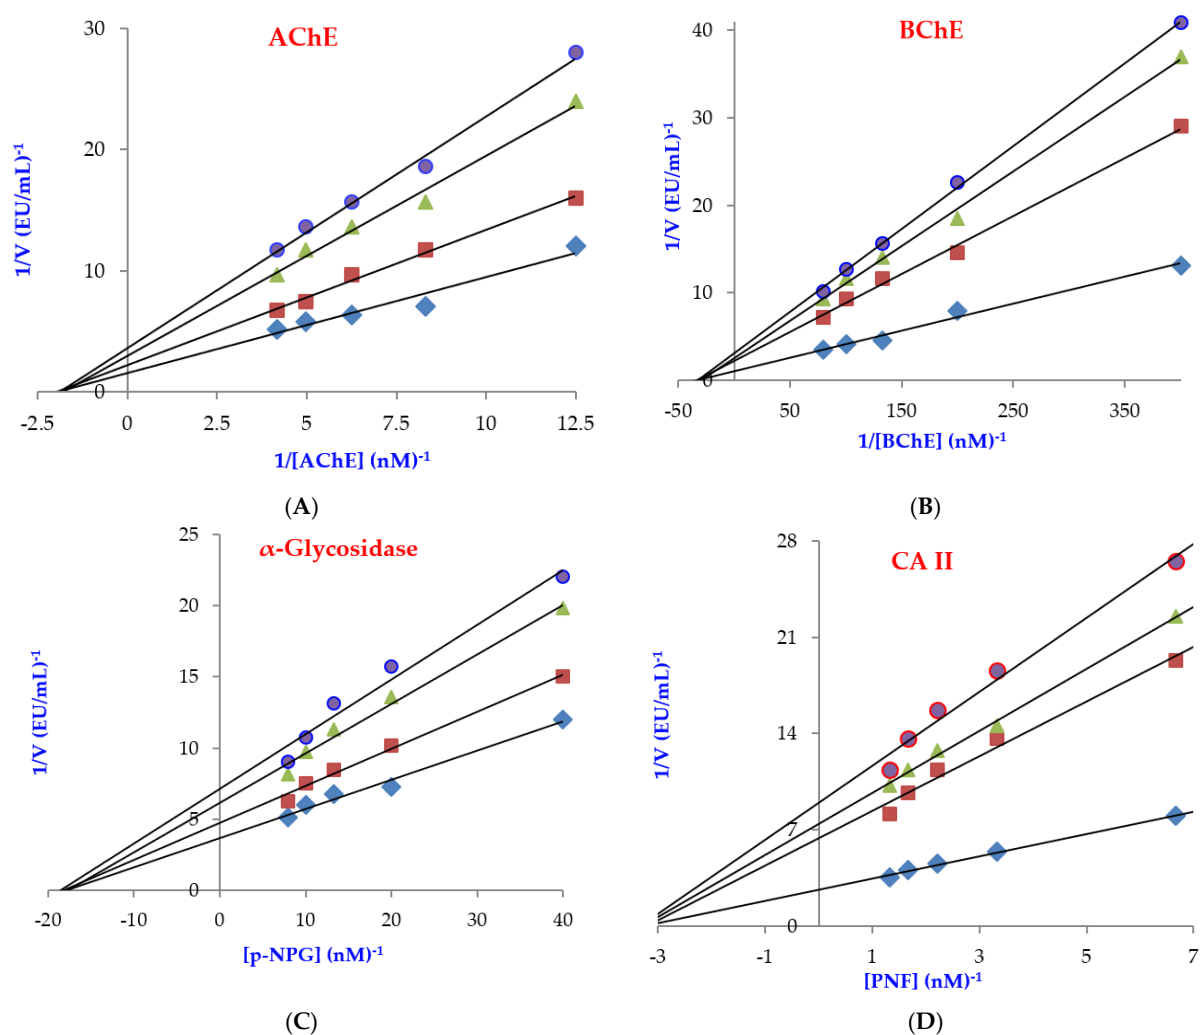 AChE
1/V (EU/mL)-1
30
20
10
0
-2.5 0 2.5 5 7.5 10 12.5
1/[AChE] (nM)-1
(A)
BChE
1/V (EU/mL)-1
40
30
20
10
0
-50 50 150 250 350
1/[BChE] (nM)-1
(B)
α-Glycosidase
1/V (EU/mL)-1
25
20
15
10
5
0
-20 -10 0 10 20 30 40
[p-NPG] (nM)-1
(C)
CA II
1/V (EU/mL)-1
28
21
14
7
0
-3 -1 1 3 5 7
[PNF] (nM)-1
(D)